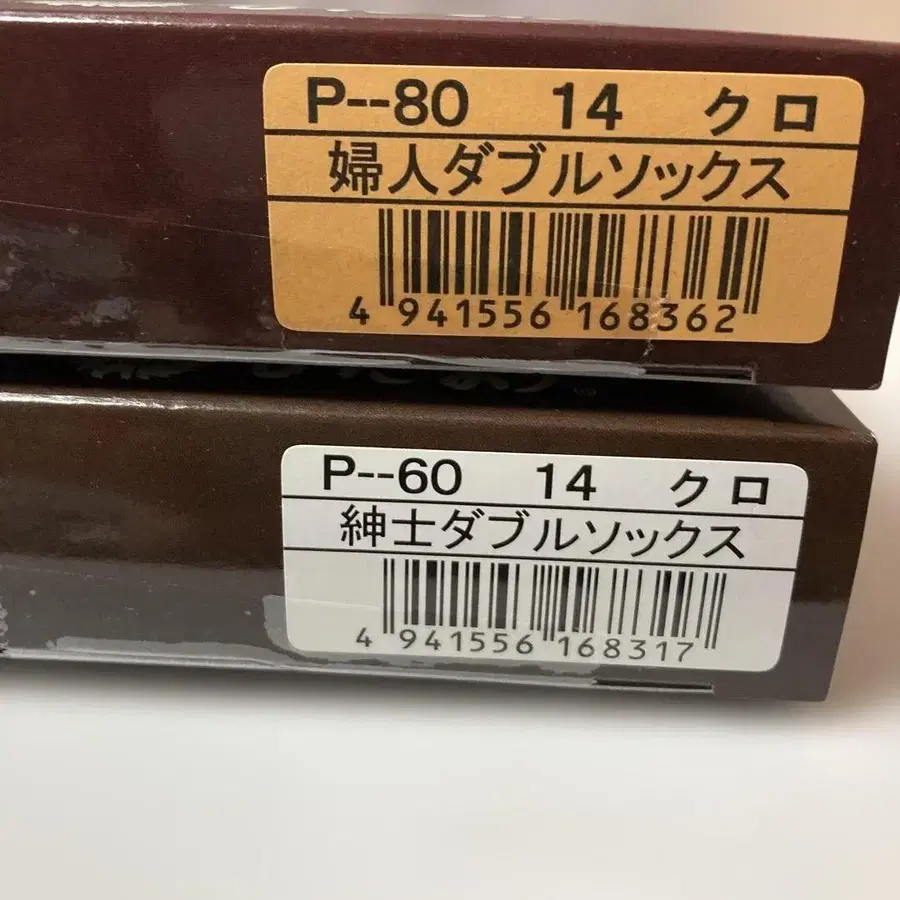 P--80 14 クロ
婦人ダブルソックス
4 941556 168362
P--60 14 クロ
紳士ダブルソックス
4 941556 168317